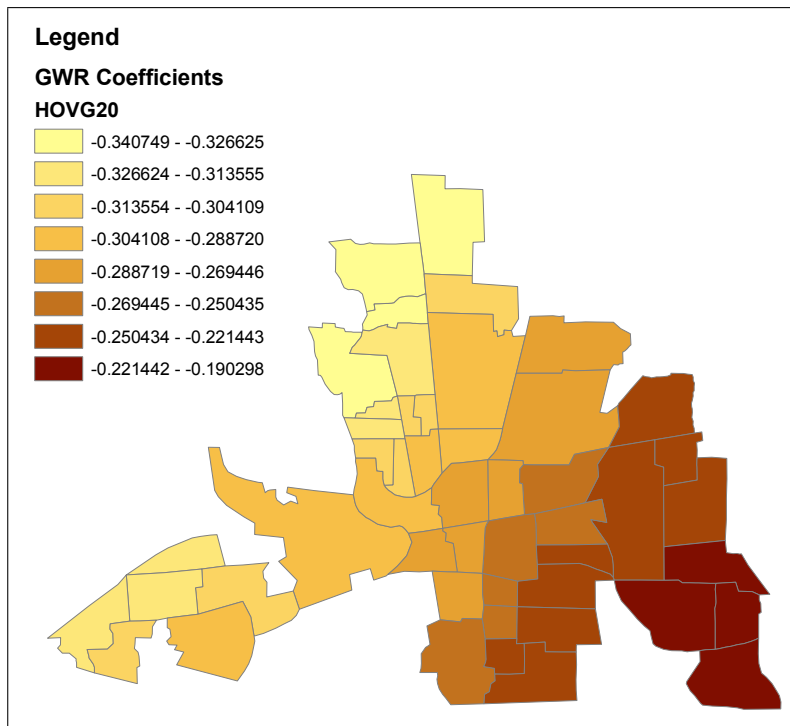 Legend
GWR Coefficients
HOVG20
-0.340749 - -0.326625
-0.326624 - -0.313555
-0.313554 - -0.304109
-0.304108 - -0.288720
-0.288719 - -0.269446
-0.269445 - -0.250435
-0.250434 - -0.221443
-0.221442 - -0.190298